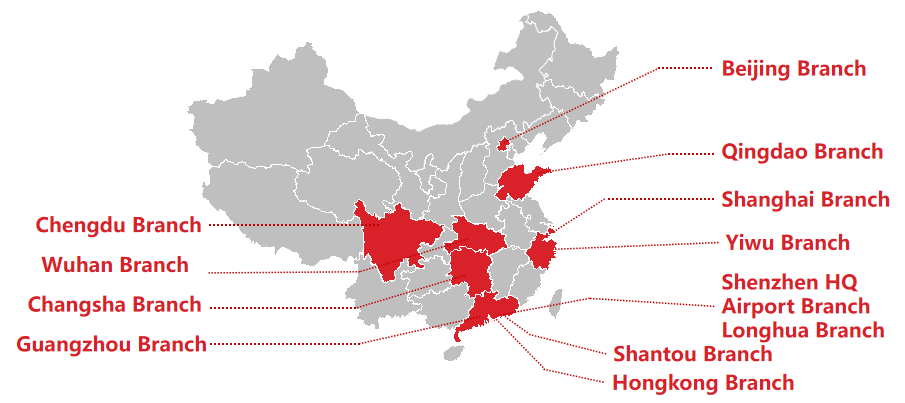 Beijing Branch
Qingdao Branch
Shanghai Branch
Chengdu Branch
Yiwu Branch
Wuhan Branch
Shenzhen HQ
Changsha Branch
Airport Branch
Longhua Branch
Guangzhou Branch
Shantou Branch
Hongkong Branch